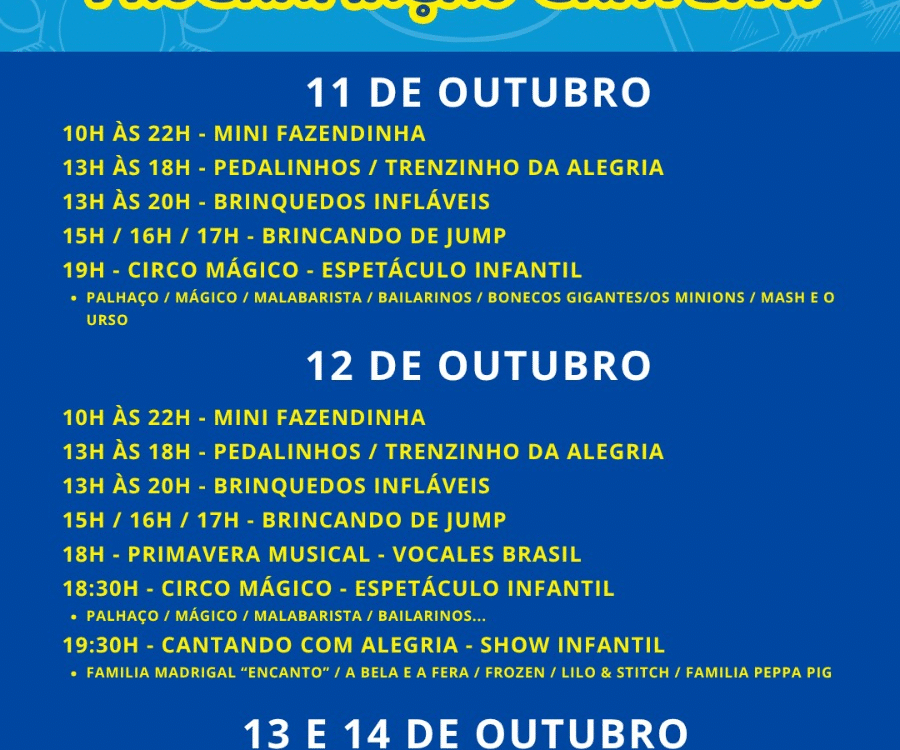 11 DE OUTUBRO
10H ÀS 22H - MINI FAZENDINHA
13H ÀS 18H - PEDALINHOS / TRENZINHO DA ALEGRIA
13H ÀS 20H - BRINQUEDOS INFLÁVEIS
15H / 16H / 17H - BRINCANDO DE JUMP
19H - CIRCO MÁGICO - ESPETÁCULO INFANTIL
• PALHAÇO / MÁGICO / MALABARISTA / BAILARINOS / BONECOS GIGANTES/OS MINIONS / MASH E O
URSO
12 DE OUTUBRO
10H ÀS 22H - MINI FAZENDINHA
13H ÀS 18H - PEDALINHOS / TRENZINHO DA ALEGRIA
13H ÀS 20H - BRINQUEDOS INFLÁVEIS
15H / 16H / 17H - BRINCANDO DE JUMP
18H - PRIMAVERA MUSICAL - VOCALES BRASIL
18:30H - CIRCO MÁGICO - ESPETÁCULO INFANTIL
• PALHAÇO / MÁGICO / MALABARISTA / BAILARINOS...
19:30H - CANTANDO COM ALEGRIA - SHOW INFANTIL
• FAMILIA MADRIGAL “ENCANTO” / A BELA E A FERA / FROZEN / LILO & STITCH / FAMILIA PEPPA PIG
13 E 14 DE OUTUBRO